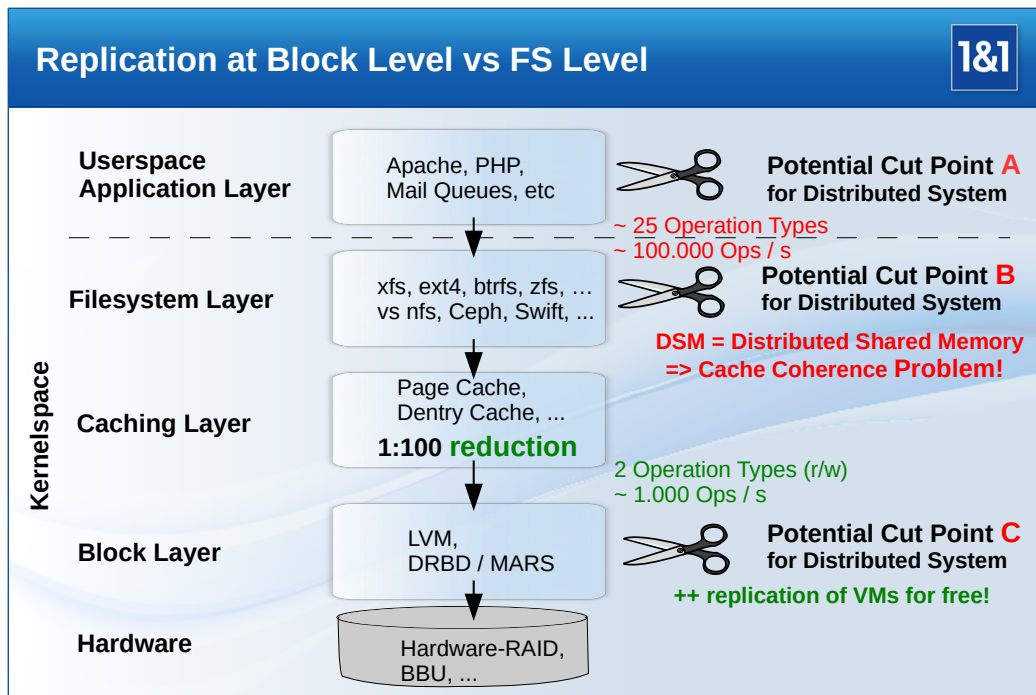 Replication at Block Level vs FS Level
1&1
Userspace
Application Layer
Apache, PHP,
Mail Queues, etc
Potential Cut Point A
for Distributed System
~ 25 Operation Types
~ 100.000 Ops / s
Filesystem Layer
xfs, ext4, btrfs, zfs, …
vs nfs, Ceph, Swift, ...
Potential Cut Point B
for Distributed System
DSM = Distributed Shared Memory
=> Cache Coherence Problem!
Kernelspace
Caching Layer
Page Cache,
Dentry Cache, ...
1:100 reduction
2 Operation Types (r/w)
~ 1.000 Ops / s
Block Layer
LVM,
DRBD / MARS
Potential Cut Point C
for Distributed System
++ replication of VMs for free!
Hardware
Hardware-RAID,
BBU, ...